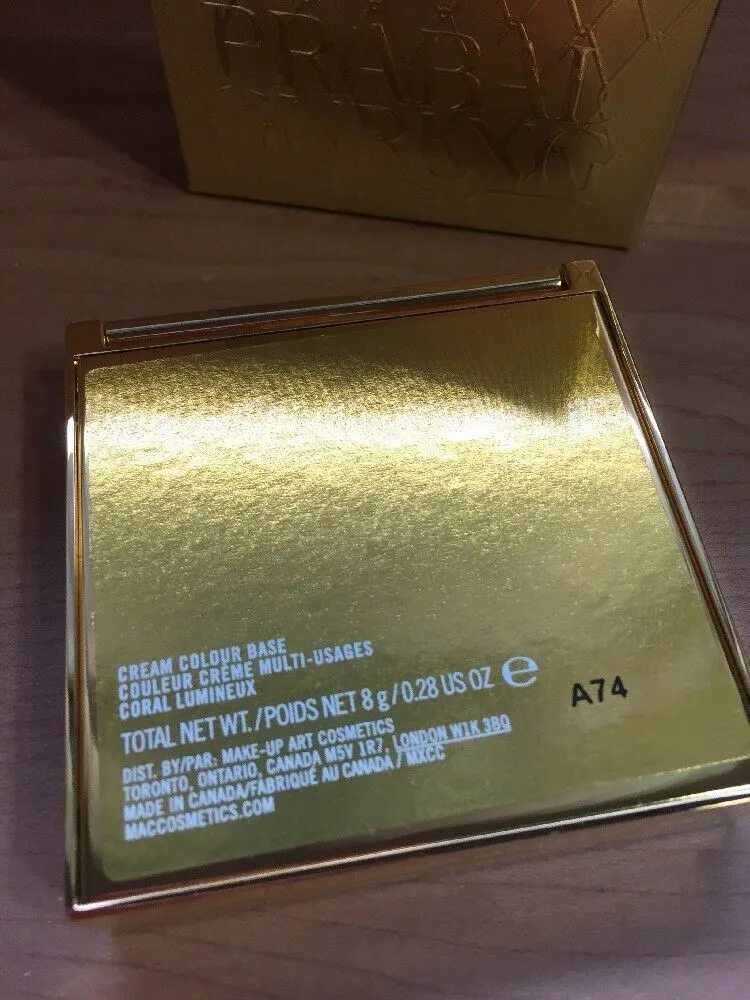 PRABAL
GURUNG
CREAM COLOUR BASE
COULEUR CRÈME MULTI-USAGES
CORAL LUMINEUX
TOTAL NET WT./POIDS NET 8 g/0.28 US OZ ℮
A74
DIST. BY/PAR: MAKE-UP ART COSMETICS
TORONTO, ONTARIO, CANADA M5V 1R7, LONDON W1K 3BQ
MADE IN CANADA/FABRIQUÉ AU CANADA / MXCC
MACCOSMETICS.COM